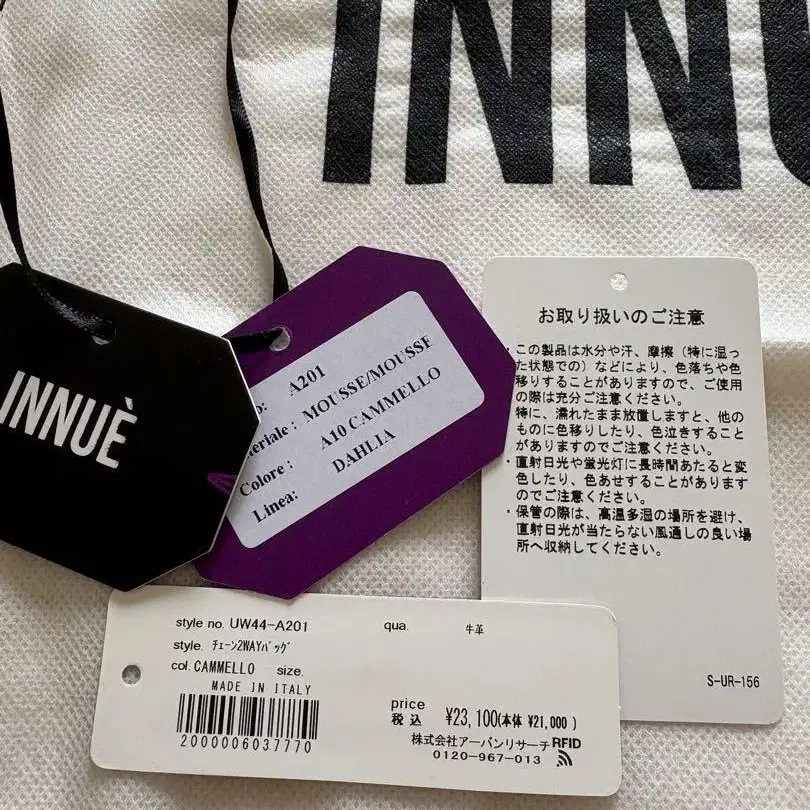 INNU
INNUÈ
o: A201
eriale : MOUSSE/MOUSSE
Colore : A10 CAMMELLO
Linea: DAHLIA
お取り扱いのご注意
・この製品は水分や汗、摩擦（特に湿っ
た状態での）などにより、色落ちや色
移りすることがありますので、ご使用
の際は充分ご注意ください。
特に、濡れたまま放置しますと、他の
ものに色移りしたり、色泣きすること
がありますのでご注意ください。
・直射日光や蛍光灯に長時間あたると変
色したり、色あせすることがあります
のでご注意ください。
・保管の際は、高温多湿の場所を避け、
直射日光が当たらない風通しの良い場
所へ収納してください。
S-UR-156
style no. UW44-A201 qua. 牛革
style. ﾁｪｰﾝ2WAYﾊﾞｯｸﾞ
col. CAMMELLO size.
MADE IN ITALY
2000006037770
price
税込 ¥23,100(本体 ¥21,000 )
株式会社アーバンリサーチ RFID
0120-967-013